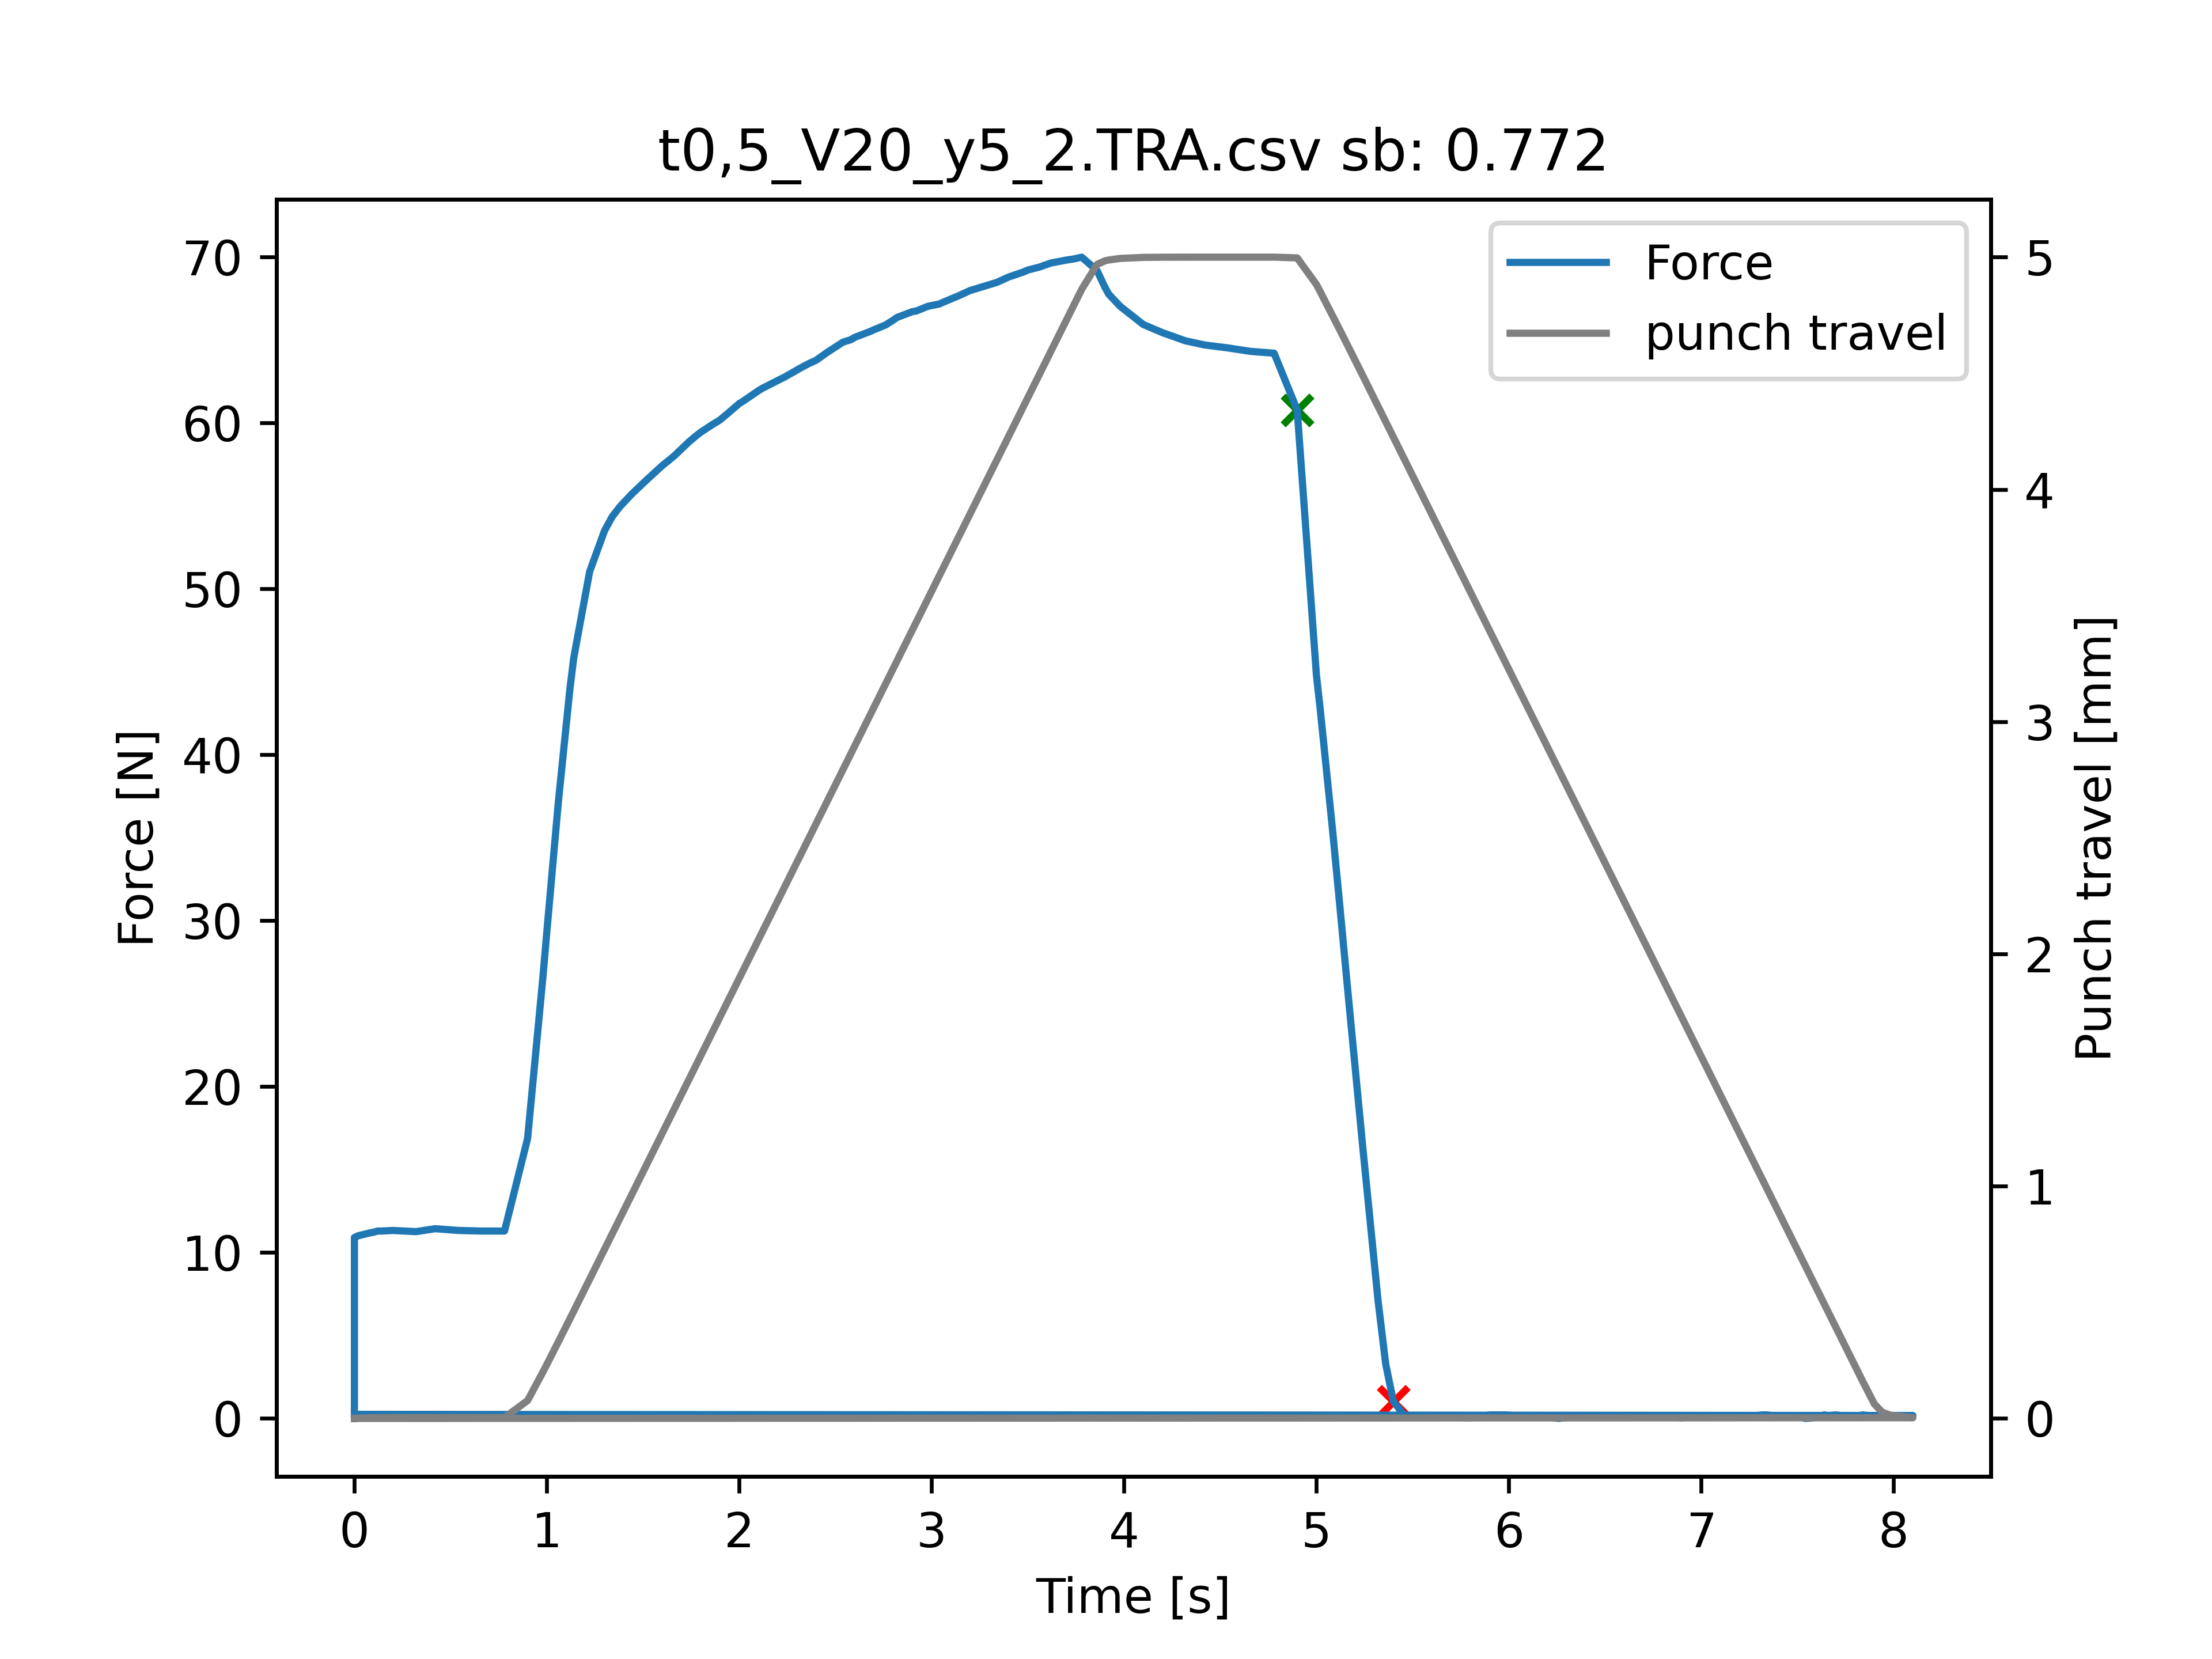 t0,5_V20_y5_2.TRA.csv sb: 0.772
Force
punch travel
70
60
50
40
30
20
10
0
Force [N]
5
4
3
2
1
0
Punch travel [mm]
0 1 2 3 4 5 6 7 8
Time [s]